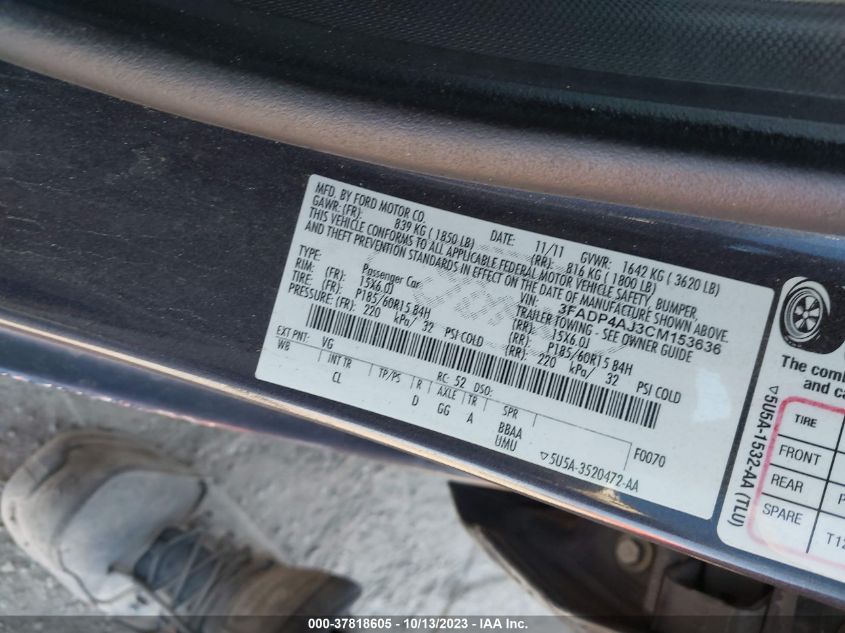 MFD. BY FORD MOTOR CO.
DATE: 11/11 GVWR: 1642 KG ( 3620 LB)
GAWR:(FR): 839 KG ( 1850 LB) (RR): 816 KG ( 1800 LB)
THIS VEHICLE CONFORMS TO ALL APPLICABLE FEDERAL MOTOR VEHICLE SAFETY, BUMPER,
AND THEFT PREVENTION STANDARDS IN EFFECT ON THE DATE OF MANUFACTURE SHOWN ABOVE.
VIN: 3FADP4AJ3CM153636
TYPE: Passenger Car TRAILER TOWING - SEE OWNER GUIDE
RIM: (FR): 15X6.0J (RR): 15X6.0J
TIRE: (FR): P185/60R15 84H (RR): P185/60R15 84H
PRESSURE: (FR): 220 kPa/ 32 PSI COLD (RR): 220 kPa/ 32 PSI COLD
EXT PNT: VG RC: 52 DSO: F0070
WB INT TR TP/PS R AXLE TR SPR
CL D GG A BBAA
UMU
▽5U5A-3520472-AA
The comb
and ca
▽5U5A-1532-AA (TLU)
TIRE
FRONT
REAR P
SPARE T12
000-37818605 - 10/13/2023 - IAA Inc.